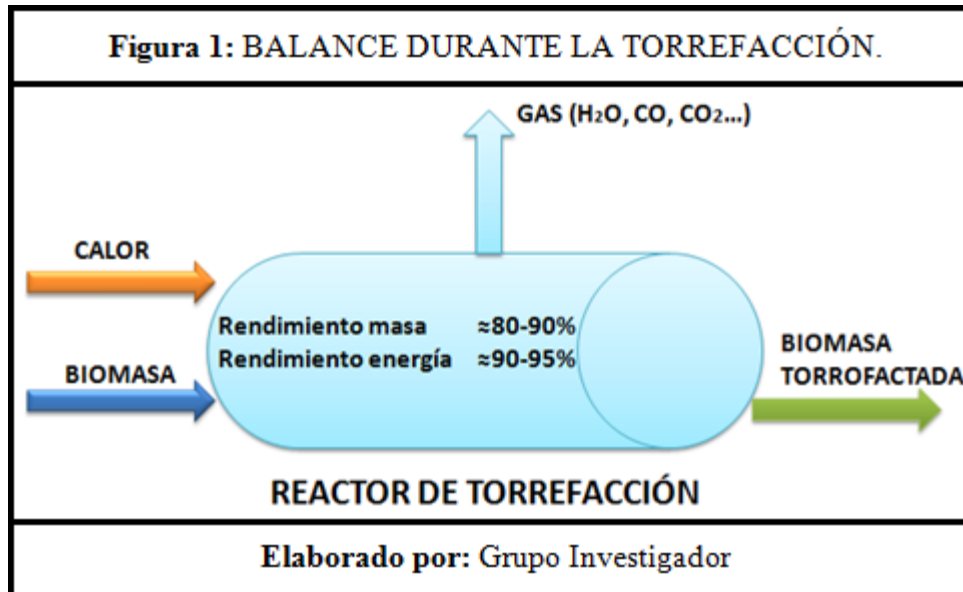 Figura 1: BALANCE DURANTE LA TORREFACCIÓN.
GAS (H₂O, CO, CO₂...)
CALOR
Rendimiento masa ≈80-90%
Rendimiento energía ≈90-95%
BIOMASA
BIOMASA
TORROFACTADA
REACTOR DE TORREFACCIÓN
Elaborado por: Grupo Investigador